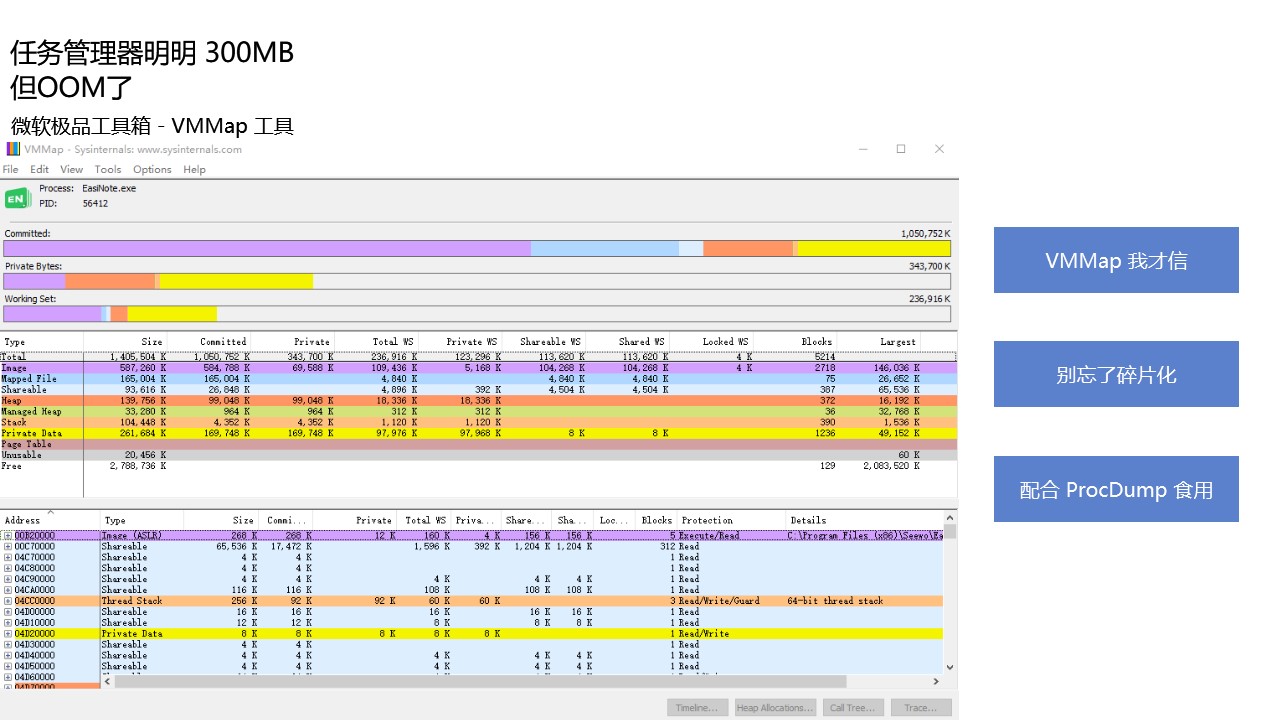 任务管理器明明 300MB
但OOM了
微软极品工具箱 - VMMap 工具
VMMap - Sysinternals: www.sysinternals.com
File Edit View Tools Options Help
EN
Process: EasiNote.exe
PID: 56412
Committed: 1,050,752 K
Private Bytes: 343,700 K
Working Set: 236,916 K
Type Size Committed Private Total WS Private WS Shareable WS Shared WS Locked WS Blocks Largest
Total 1,405,504 K 1,050,752 K 343,700 K 236,916 K 123,296 K 113,620 K 113,620 K 4 K 5214
Image 587,260 K 584,788 K 69,588 K 109,436 K 5,168 K 104,268 K 104,268 K 4 K 2718 146,036 K
Mapped File 165,004 K 165,004 K 4,840 K 4,840 K 4,840 K 75 26,652 K
Shareable 93,616 K 26,848 K 4,896 K 392 K 4,504 K 4,504 K 387 65,536 K
Heap 139,756 K 99,048 K 99,048 K 18,336 K 18,336 K 372 16,192 K
Managed Heap 33,280 K 964 K 964 K 312 K 312 K 36 32,768 K
Stack 104,448 K 4,352 K 4,352 K 1,120 K 1,120 K 390 1,536 K
Private Data 261,684 K 169,748 K 169,748 K 97,976 K 97,968 K 8 K 8 K 1236 49,152 K
Page Table
Unusable 20,456 K 60 K
Free 2,788,736 K 129 2,083,520 K
Address Type Size Commi... Private Total WS Priva... Share... Sha... Loc... Blocks Protection Details
00B20000 Image (ASLR) 268 K 268 K 12 K 160 K 4 K 156 K 156 K 5 Execute/Read C:\Program Files (x86)\Seewo\Ea
00C70000 Shareable 65,536 K 17,472 K 1,596 K 392 K 1,204 K 1,204 K 312 Read
04C70000 Shareable 4 K 4 K 1 Read
04C80000 Shareable 4 K 4 K 1 Read
04C90000 Shareable 4 K 4 K 4 K 4 K 4 K 1 Read
04CA0000 Shareable 116 K 116 K 108 K 108 K 108 K 1 Read
04CC0000 Thread Stack 256 K 92 K 92 K 60 K 60 K 3 Read/Write/Guard 64-bit thread stack
04D00000 Shareable 16 K 16 K 16 K 16 K 16 K 1 Read
04D10000 Shareable 12 K 12 K 8 K 8 K 8 K 1 Read
04D20000 Private Data 8 K 8 K 8 K 8 K 8 K 1 Read/Write
04D30000 Shareable 4 K 4 K 1 Read
04D40000 Shareable 4 K 4 K 4 K 4 K 4 K 1 Read
04D50000 Shareable 4 K 4 K 4 K 4 K 4 K 1 Read
04D60000
04D70000
Timeline... Heap Allocations... Call Tree... Trace...
VMMap 我才信
别忘了碎片化
配合 ProcDump 食用